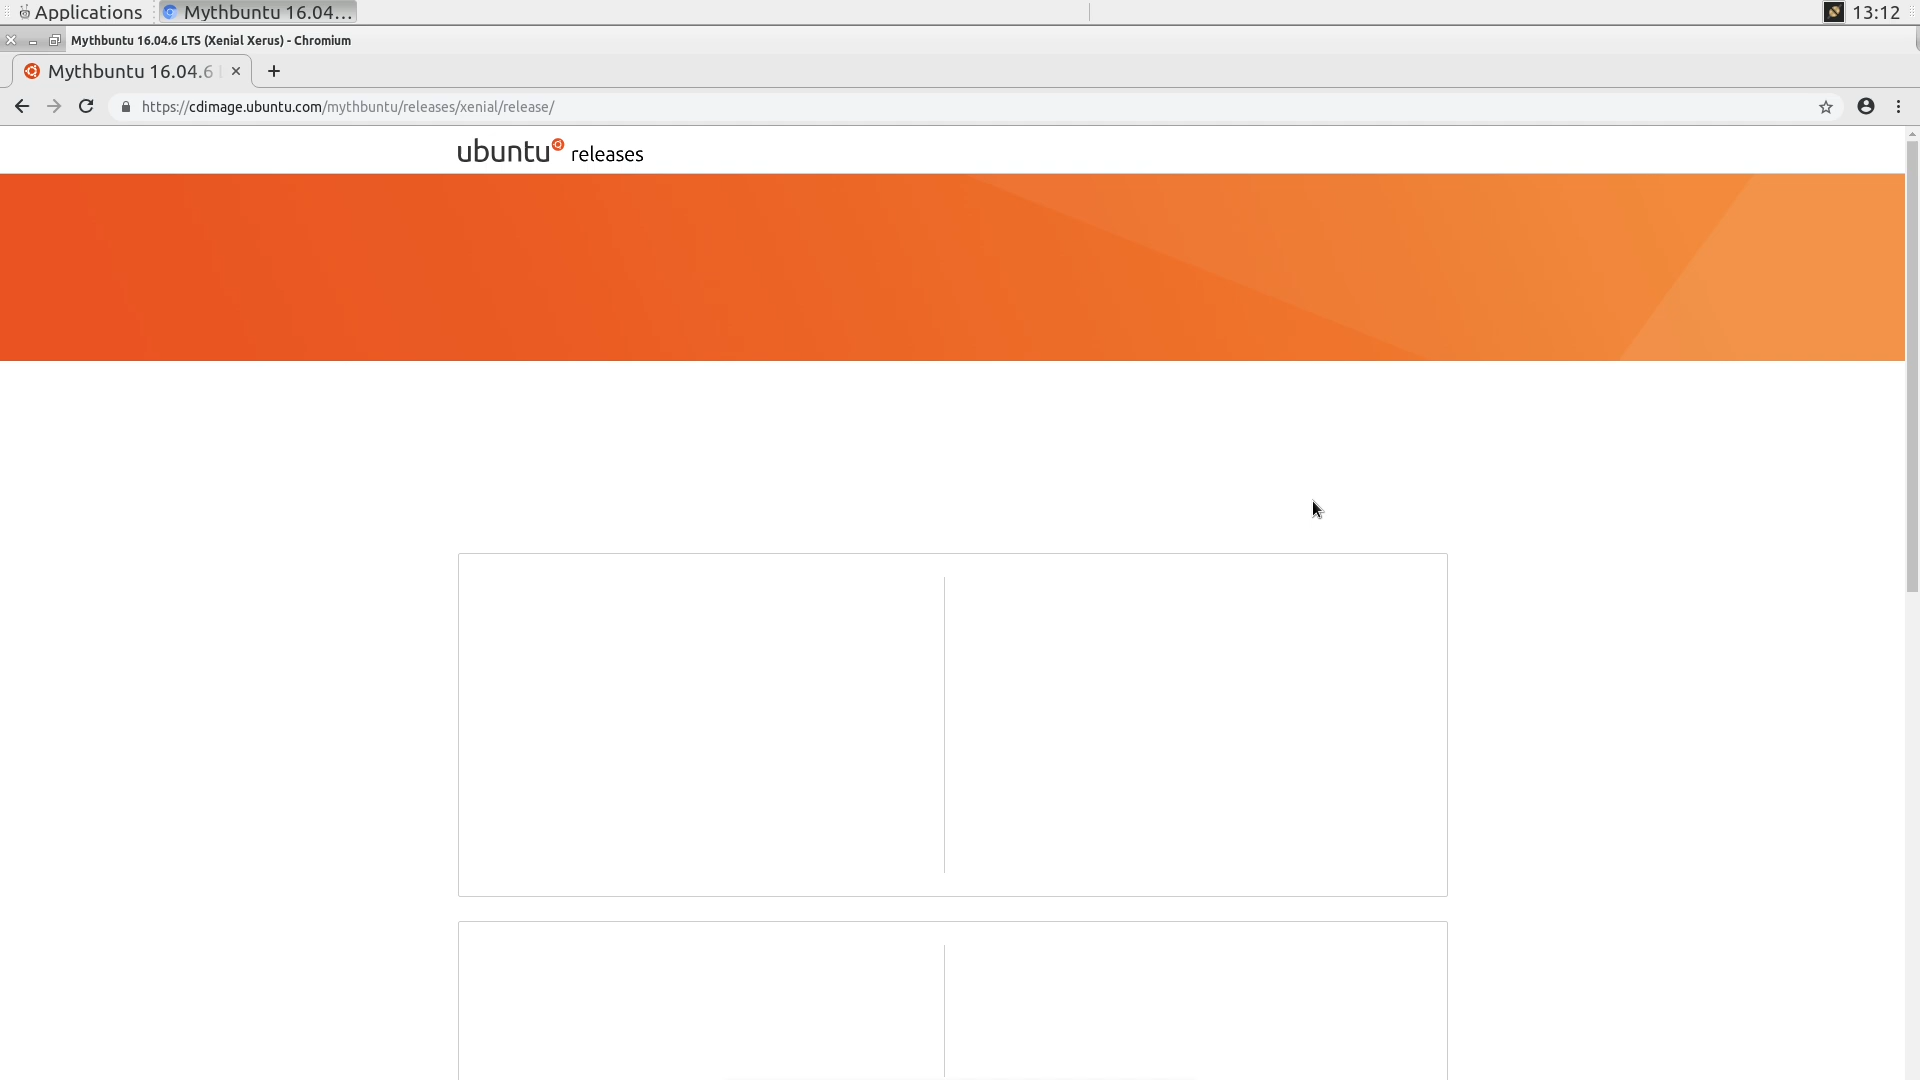 Applications
Mythbuntu 16.04...
13:12
Mythbuntu 16.04.6 LTS (Xenial Xerus) - Chromium
Mythbuntu 16.04.6
https://cdimage.ubuntu.com/mythbuntu/releases/xenial/release/
ubuntu releases